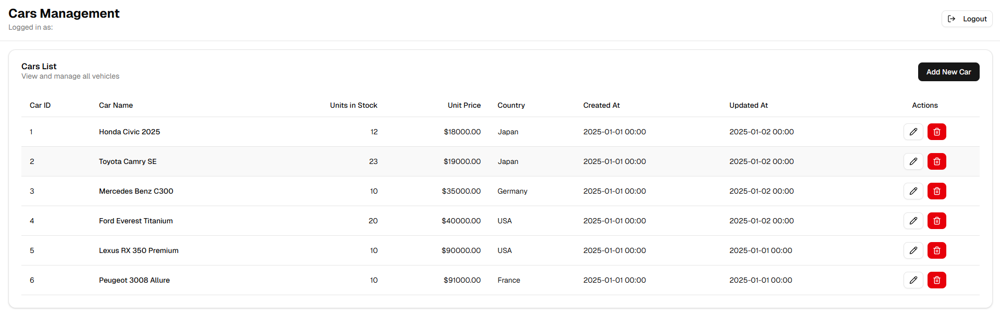 Cars Management
Logged in as:
Logout
Cars List
View and manage all vehicles
Add New Car
Car ID Car Name Units in Stock Unit Price Country Created At Updated At Actions
1 Honda Civic 2025 12 $18000.00 Japan 2025-01-01 00:00 2025-01-02 00:00
2 Toyota Camry SE 23 $19000.00 Japan 2025-01-01 00:00 2025-01-02 00:00
3 Mercedes Benz C300 10 $35000.00 Germany 2025-01-01 00:00 2025-01-02 00:00
4 Ford Everest Titanium 20 $40000.00 USA 2025-01-01 00:00 2025-01-02 00:00
5 Lexus RX 350 Premium 10 $90000.00 USA 2025-01-01 00:00 2025-01-01 00:00
6 Peugeot 3008 Allure 10 $91000.00 France 2025-01-01 00:00 2025-01-01 00:00